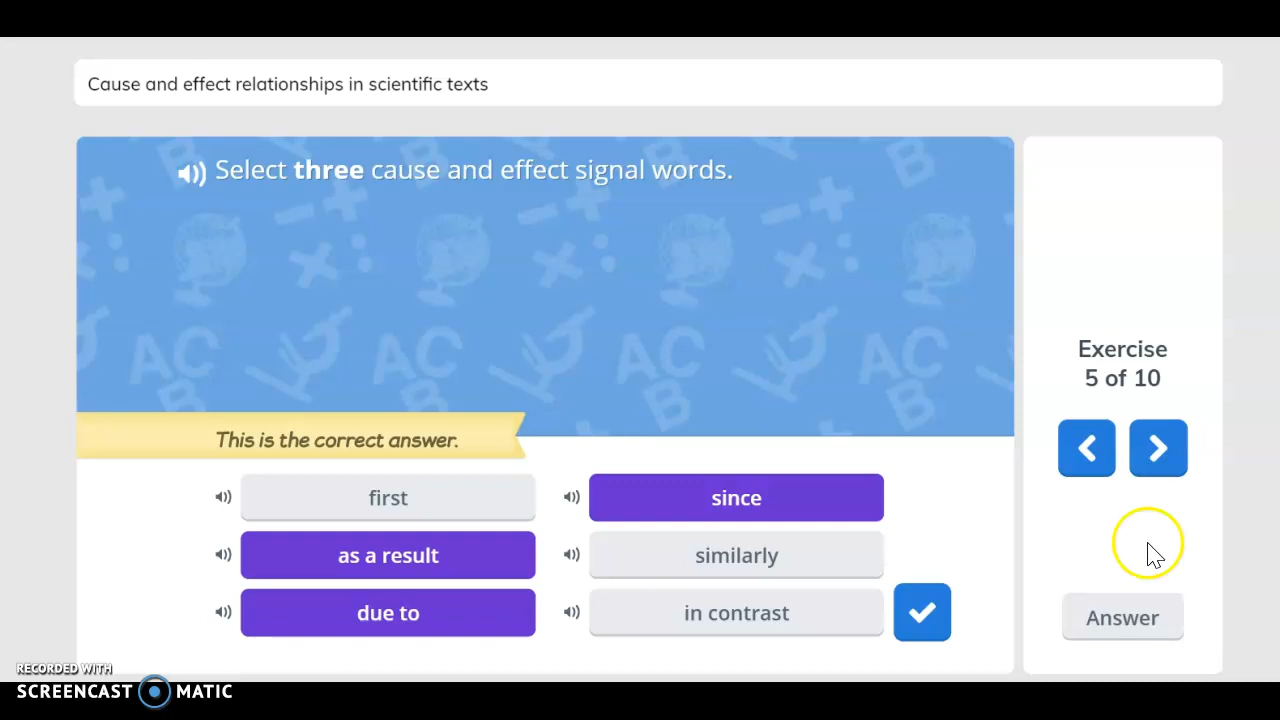 Cause and effect relationships in scientific texts
Select three cause and effect signal words.
This is the correct answer.
first
since
as a result
similarly
due to
in contrast
Exercise
5 of 10
Answer
RECORDED WITH
SCREENCAST MATIC